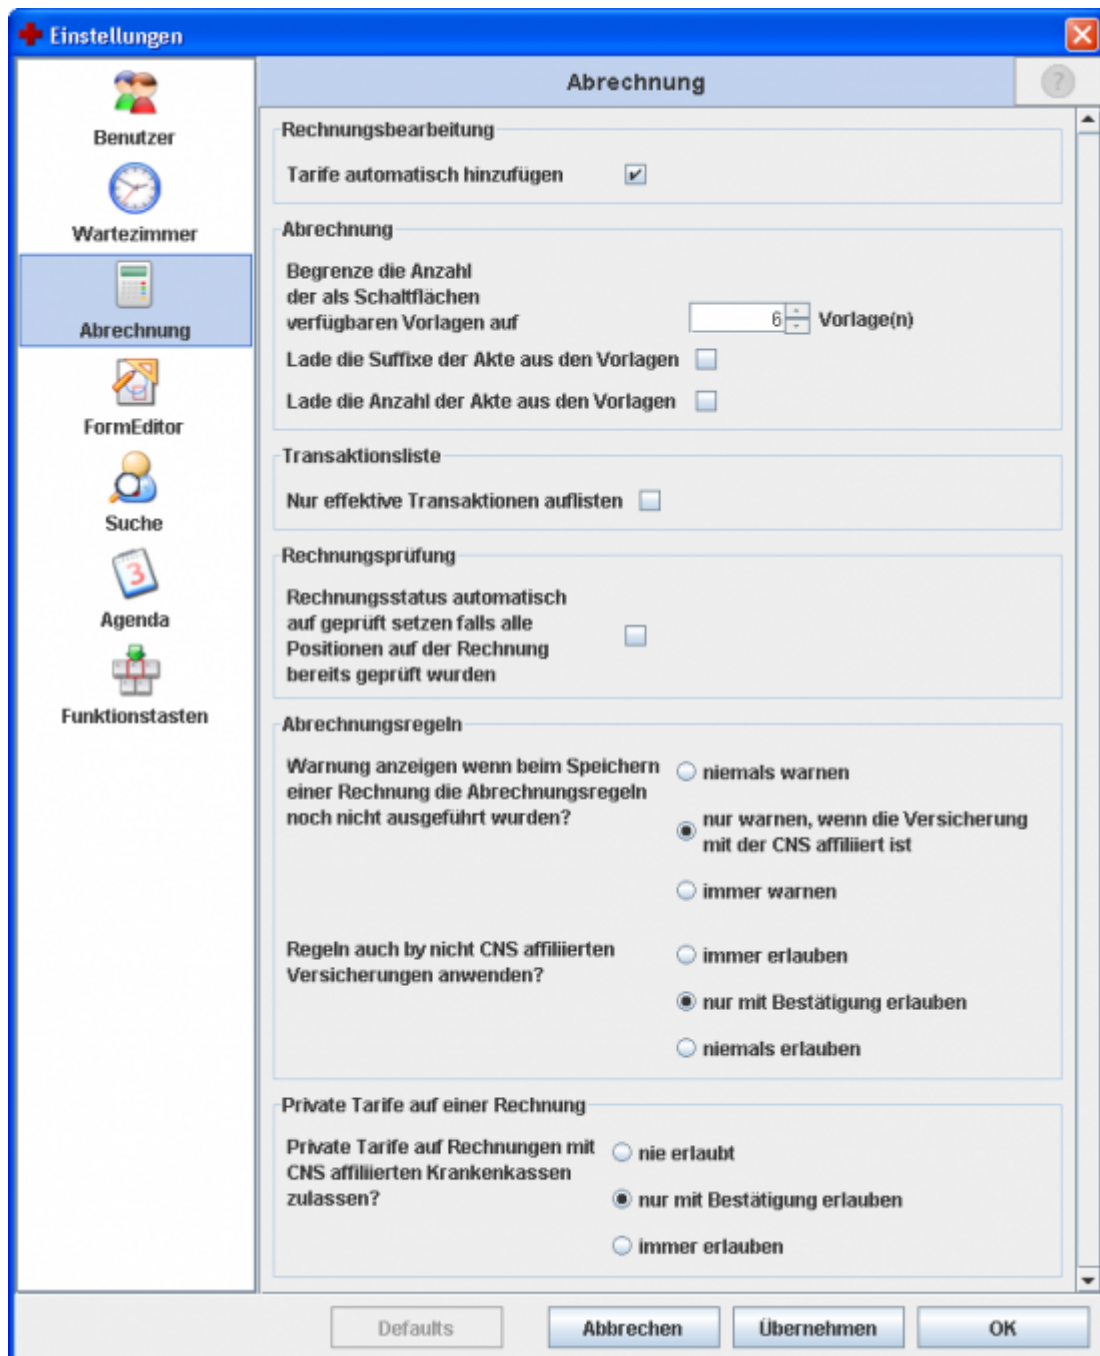 Einstellungen
Benutzer
Wartezimmer
Abrechnung
FormEditor
Suche
3
Agenda
Funktionstasten
Abrechnung
?
Rechnungsbearbeitung
Tarife automatisch hinzufügen
Abrechnung
Begrenze die Anzahl
der als Schaltflächen
verfügbaren Vorlagen auf
6 Vorlage(n)
Lade die Suffixe der Akte aus den Vorlagen
Lade die Anzahl der Akte aus den Vorlagen
Transaktionsliste
Nur effektive Transaktionen auflisten
Rechnungsprüfung
Rechnungsstatus automatisch
auf geprüft setzen falls alle
Positionen auf der Rechnung
bereits geprüft wurden
Abrechnungsregeln
Warnung anzeigen wenn beim Speichern
einer Rechnung die Abrechnungsregeln
noch nicht ausgeführt wurden?
niemals warnen
nur warnen, wenn die Versicherung
mit der CNS affiliiert ist
immer warnen
Regeln auch by nicht CNS affiliierten
Versicherungen anwenden?
immer erlauben
nur mit Bestätigung erlauben
niemals erlauben
Private Tarife auf einer Rechnung
Private Tarife auf Rechnungen mit
CNS affiliierten Krankenkassen
zulassen?
nie erlaubt
nur mit Bestätigung erlauben
immer erlauben
Defaults
Abbrechen
Übernehmen
OK